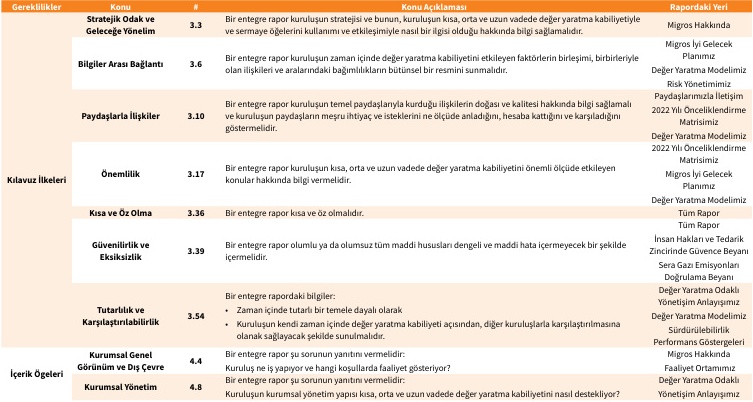 Gereklilikler Konu # Konu Açıklaması Rapordaki Yeri
Kılavuz İlkeleri
Stratejik Odak ve
Geleceğe Yönelim
3.3
Bir entegre rapor kuruluşun stratejisi ve bunun, kuruluşun kısa, orta ve uzun vadede değer yaratma kabiliyetiyle
ve sermaye öğelerini kullanımı ve etkileşimiyle nasıl bir ilgisi olduğu hakkında bilgi sağlamalıdır.
Migros Hakkında
Bilgiler Arası Bağlantı
3.6
Bir entegre rapor kuruluşun zaman içinde değer yaratma kabiliyetini etkileyen faktörlerin birleşimi, birbirleriyle
olan ilişkileri ve aralarındaki bağımlılıkların bütünsel bir resmini sunmalıdır.
Migros İyi Gelecek
Planımız
Değer Yaratma Modelimiz
Risk Yönetimimiz
Paydaşlarla İlişkiler
3.10
Bir entegre rapor kuruluşun temel paydaşlarıyla kurduğu ilişkilerin doğası ve kalitesi hakkında bilgi sağlamalı
ve kuruluşun paydaşların meşru ihtiyaç ve isteklerini ne ölçüde anladığını, hesaba kattığını ve karşıladığını
göstermelidir.
Paydaşlarımızla İletişim
2022 Yılı Önceliklendirme
Matrisimiz
Değer Yaratma Modelimiz
Önemlilik
3.17
Bir entegre rapor kuruluşun kısa, orta ve uzun vadede değer yaratma kabiliyetini önemli ölçüde etkileyen
konular hakkında bilgi vermelidir.
2022 Yılı Önceliklendirme
Matrisimiz
Migros İyi Gelecek
Planımız
Değer Yaratma Modelimiz
Kısa ve Öz Olma
3.36
Bir entegre rapor kısa ve öz olmalıdır.
Tüm Rapor
Güvenilirlik ve
Eksiksizlik
3.39
Bir entegre rapor olumlu ya da olumsuz tüm maddi hususları dengeli ve maddi hata içermeyecek bir şekilde
içermelidir.
Tüm Rapor
İnsan Hakları ve Tedarik
Zincirinde Güvence Beyanı
Sera Gazı Emisyonları
Doğrulama Beyanı
Tutarlılık ve
Karşılaştırılabilirlik
3.54
Bir entegre rapordaki bilgiler:
• Zaman içinde tutarlı bir temele dayalı olarak
• Kuruluşun kendi zaman içinde değer yaratma kabiliyeti açısından, diğer kuruluşlarla karşılaştırılmasına
olanak sağlayacak şekilde sunulmalıdır.
Değer Yaratma Odaklı
Yönetişim Anlayışımız
Değer Yaratma Modelimiz
Sürdürülebilirlik
Performans Göstergeleri
İçerik Ögeleri
Kurumsal Genel
Görünüm ve Dış Çevre
4.4
Bir entegre rapor şu sorunun yanıtını vermelidir:
Kuruluş ne iş yapıyor ve hangi koşullarda faaliyet gösteriyor?
Migros Hakkında
Faaliyet Ortamımız
Kurumsal Yönetim
4.8
Bir entegre rapor şu sorunun yanıtını vermelidir:
Kuruluşun kurumsal yönetim yapısı kısa, orta ve uzun vadede değer yaratma kabiliyetini nasıl destekliyor?
Değer Yaratma Odaklı
Yönetişim Anlayışımız